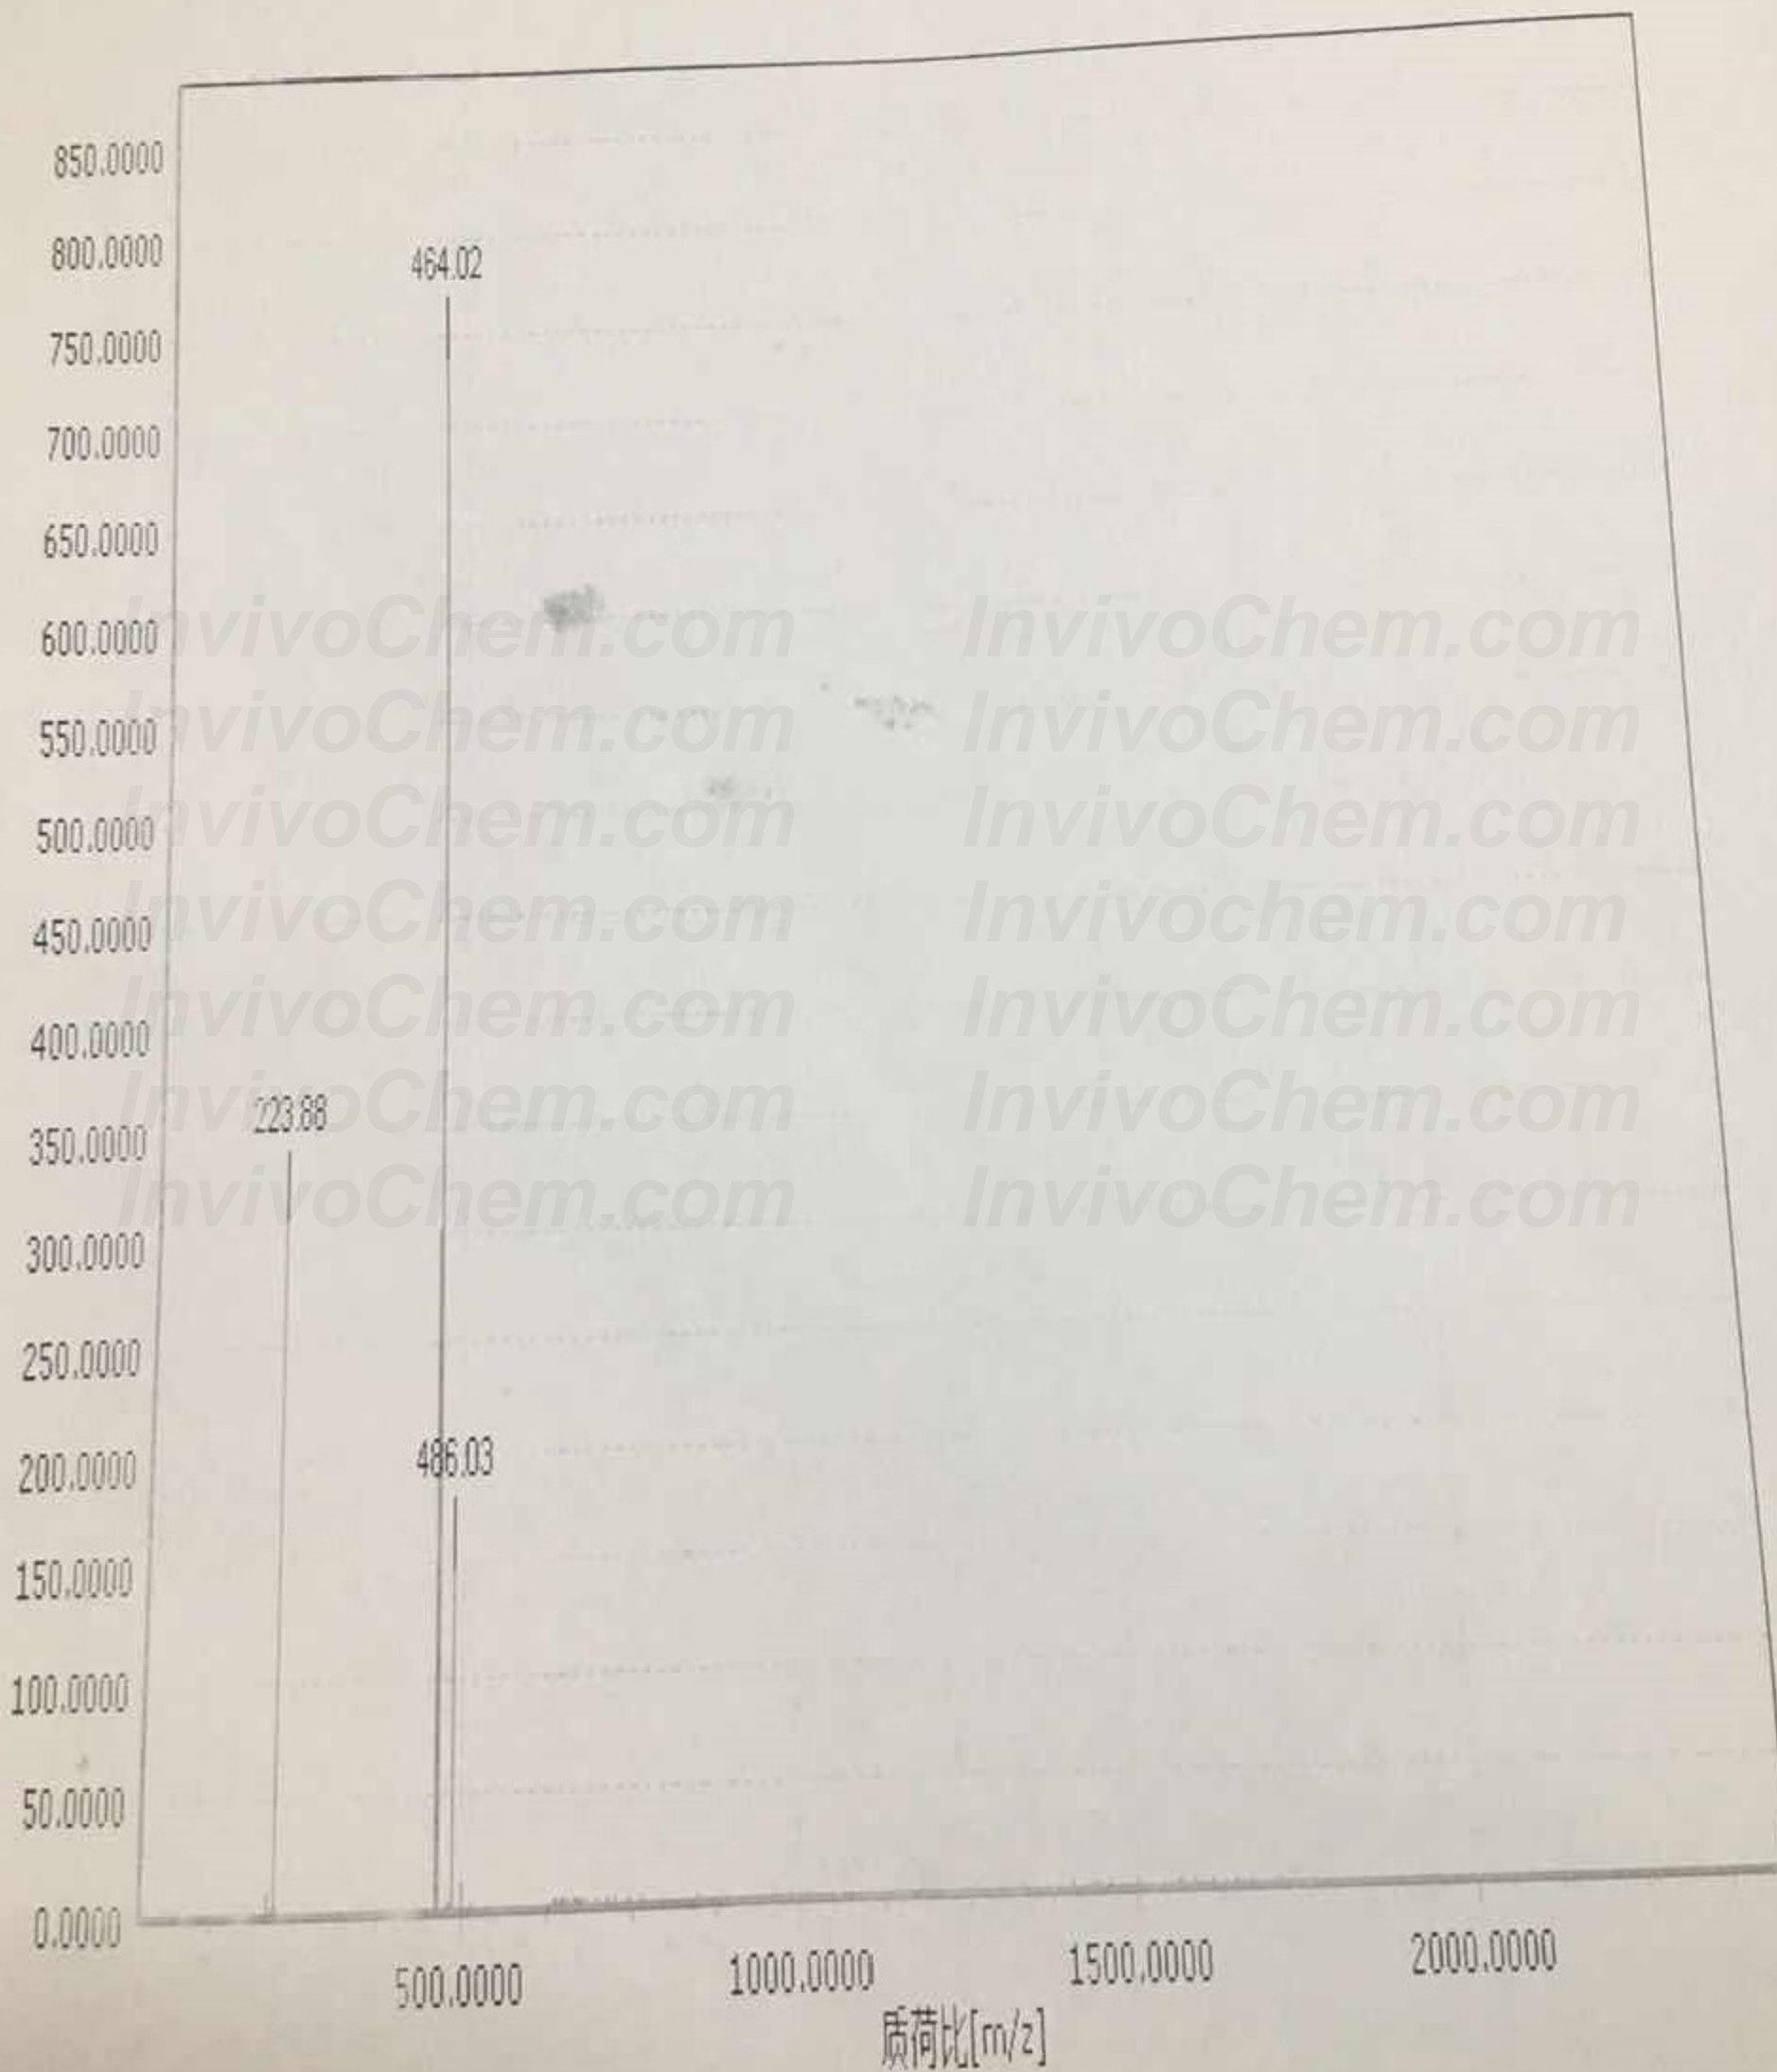 850.0000
800.0000
464.02
750.0000
700.0000
650.0000
600.0000
InvivoChem.com InvivoChem.com
550.0000
InvivoChem.com InvivoChem.com
500.0000
InvivoChem.com InvivoChem.com
450.0000
InvivoChem.com Invivochem.com
400.0000
InvivoChem.com InvivoChem.com
223.88
350.0000
InvivoChem.com InvivoChem.com
InvivoChem.com InvivoChem.com
300.0000
250.0000
486.03
200.0000
150.0000
100.0000
50.0000
0.0000
500.0000 1000.0000 1500.0000 2000.0000
质荷比[m/z]